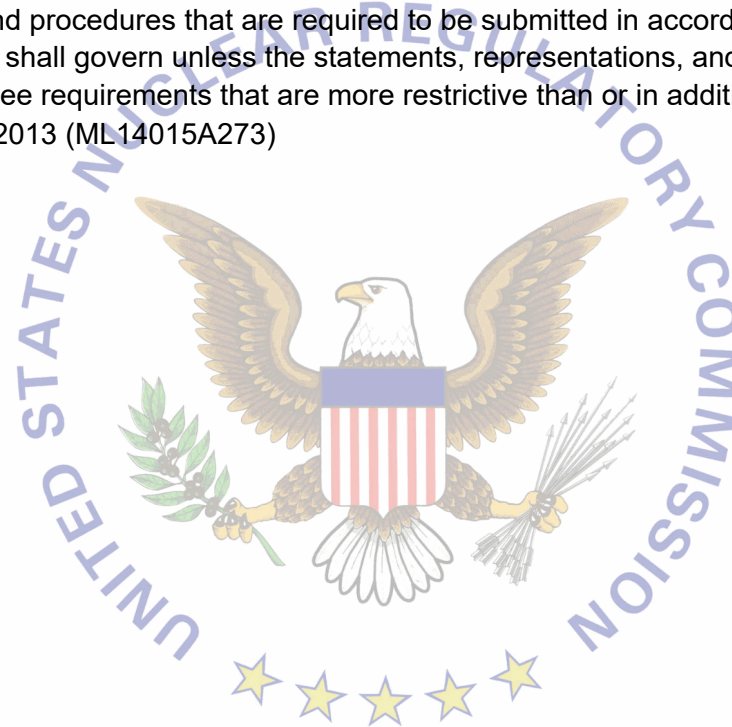 nd procedures that are required to be submitted in accord
shall govern unless the statements, representations, and
ee requirements that are more restrictive than or in addit
2013 (ML14015A273)
UNITED STATES NUCLEAR REGULATORY COMMISSION